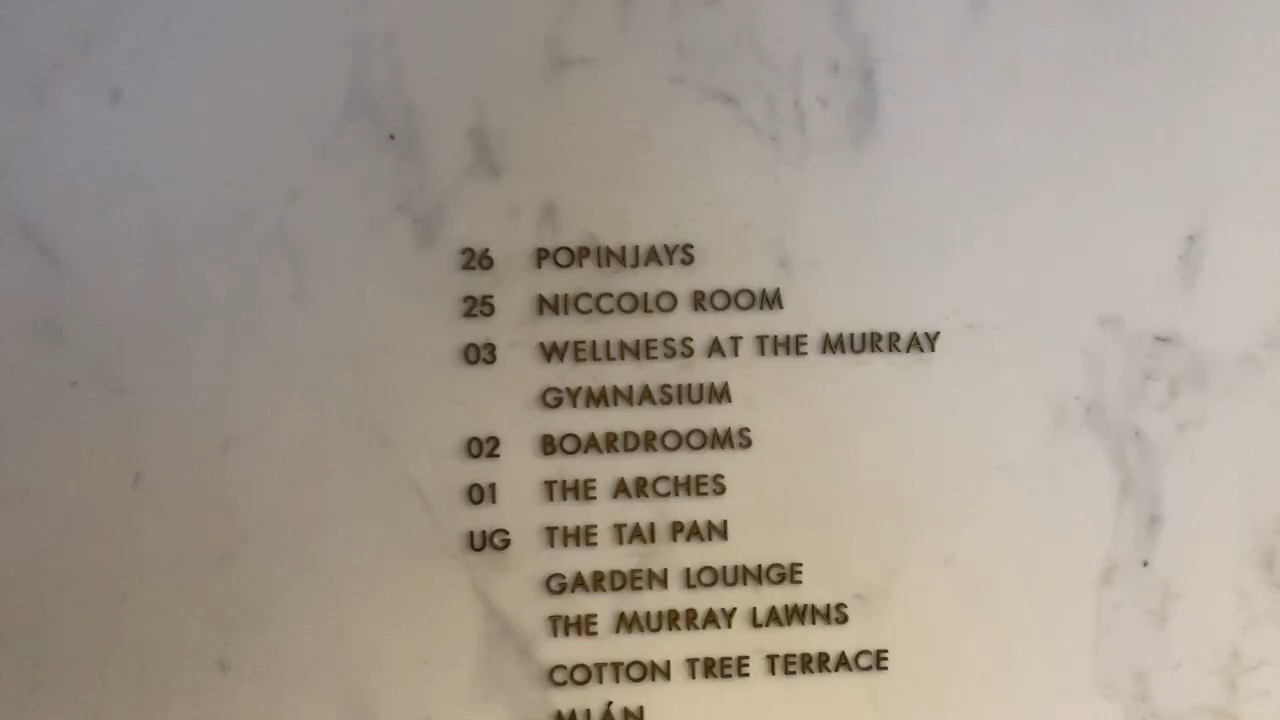 26 POPINJAYS
25 NICCOLO ROOM
03 WELLNESS AT THE MURRAY
GYMNASIUM
02 BOARDROOMS
01 THE ARCHES
UG THE TAI PAN
GARDEN LOUNGE
THE MURRAY LAWNS
COTTON TREE TERRACE
MIÁN